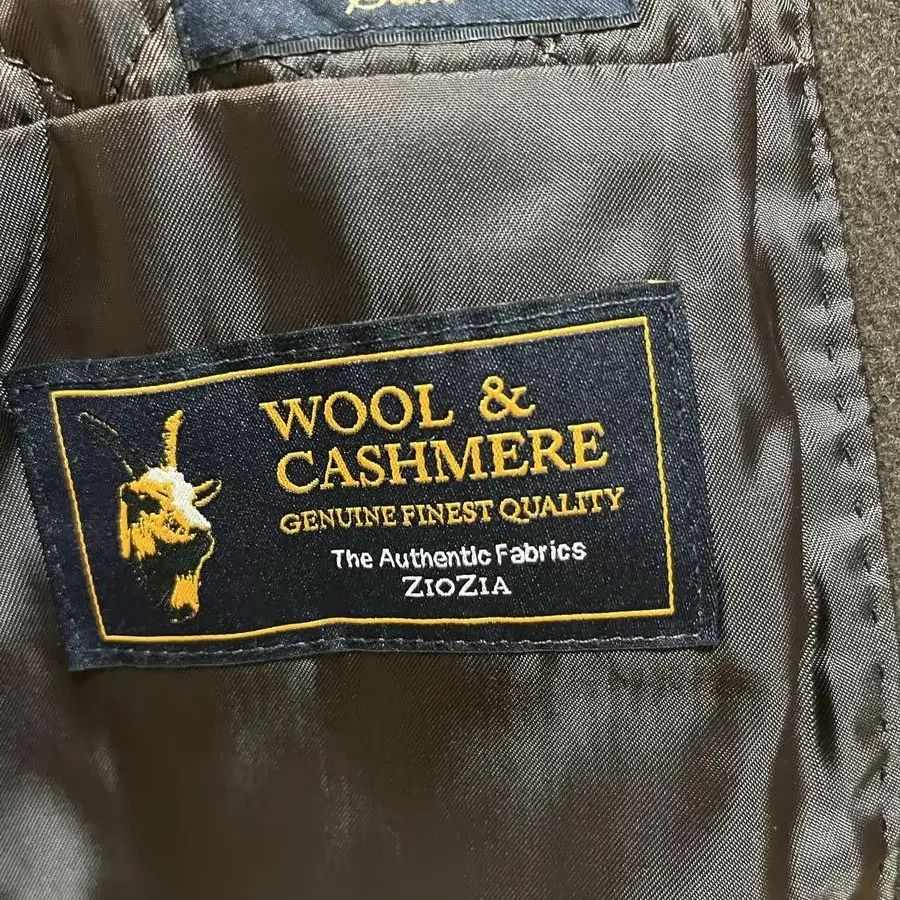 WOOL &
CASHMERE
GENUINE FINEST QUALITY
The Authentic Fabrics
ZIOZIA